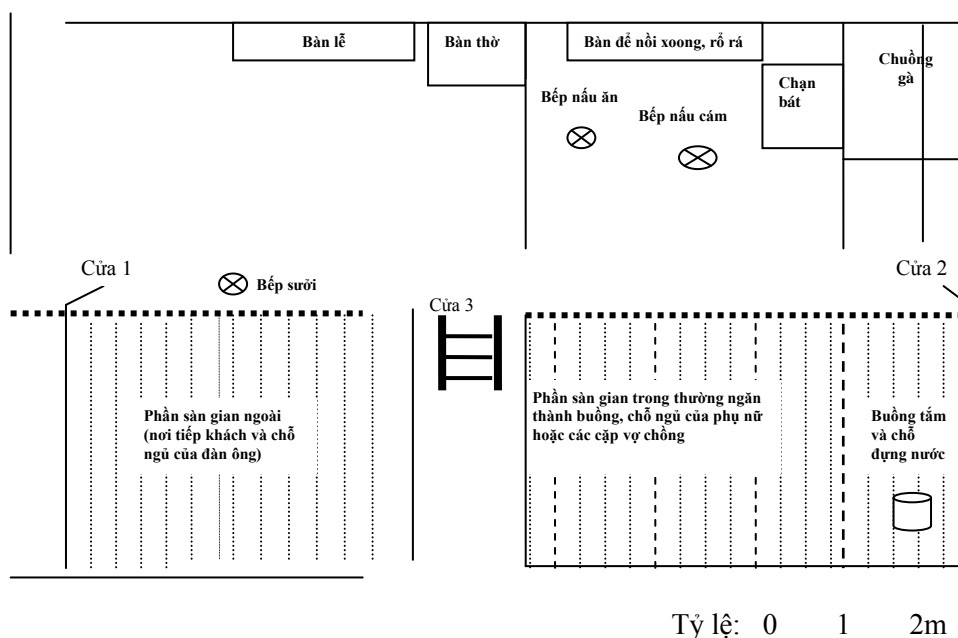 Bàn lễ
Bàn thờ
Bàn để nồi xoong, rổ rá
Chuồng
gà
Chạn
bát
Bếp nấu ăn
Bếp nấu cám
Cửa 1
Cửa 2
Bếp sưởi
Cửa 3
Phần sàn gian ngoài
(nơi tiếp khách và chỗ
ngủ của đàn ông)
Phần sàn gian trong thường ngăn
thành buồng, chỗ ngủ của phụ nữ
hoặc các cặp vợ chồng
Buồng tắm
và chỗ
đựng nước
Tỷ lệ: 0 1 2m